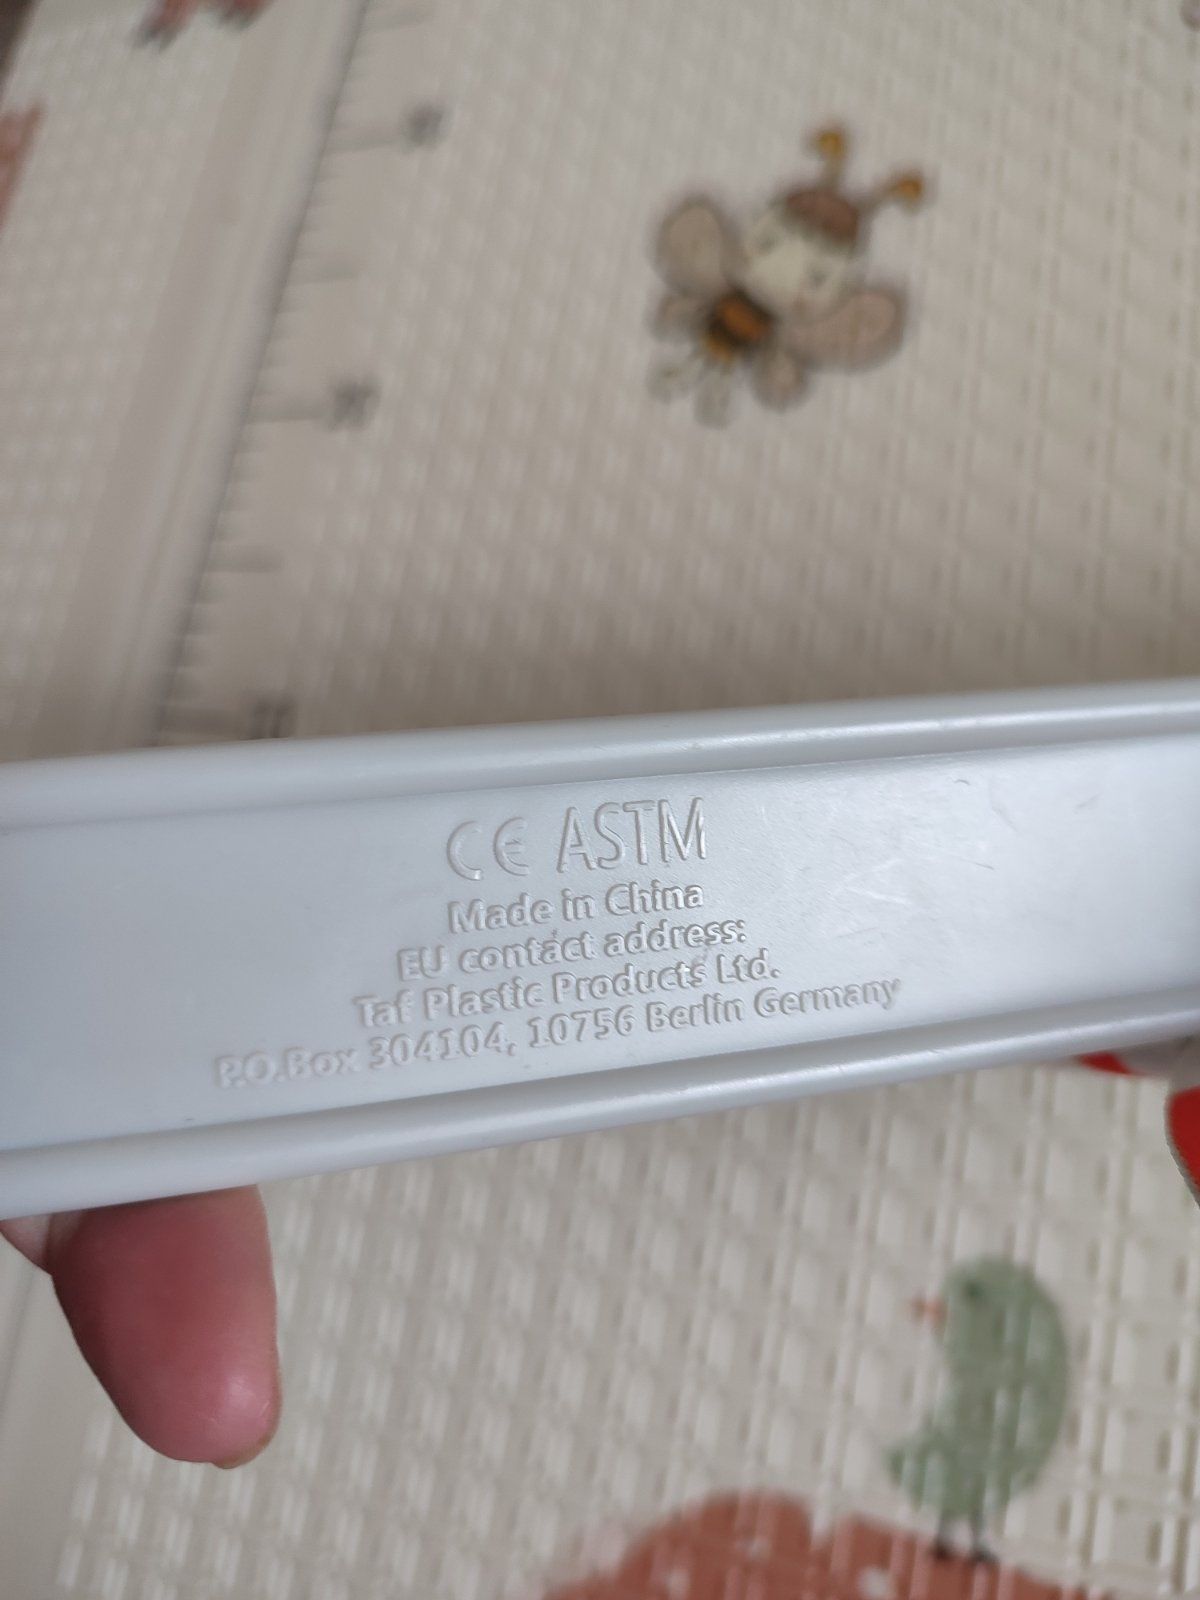 CE ASTM
Made in China
EU contact address:
Taf Plastic Products Ltd.
P.O.Box 304104, 10756 Berlin Germany